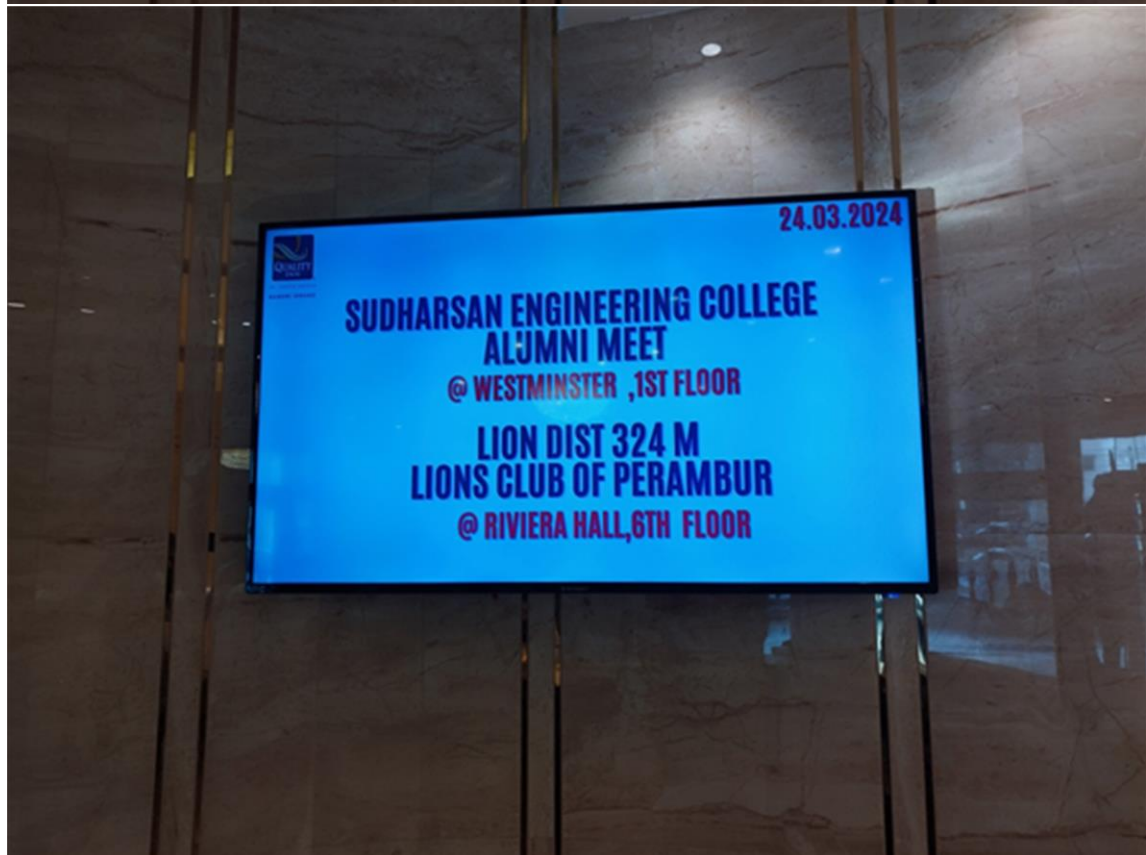 24.03.2024
QUALITY
SUDHARSAN ENGINEERING COLLEGE
ALUMNI MEET
@ WESTMINSTER ,1ST FLOOR
LION DIST 324 M
LIONS CLUB OF PERAMBUR
@ RIVIERA HALL,6TH FLOOR